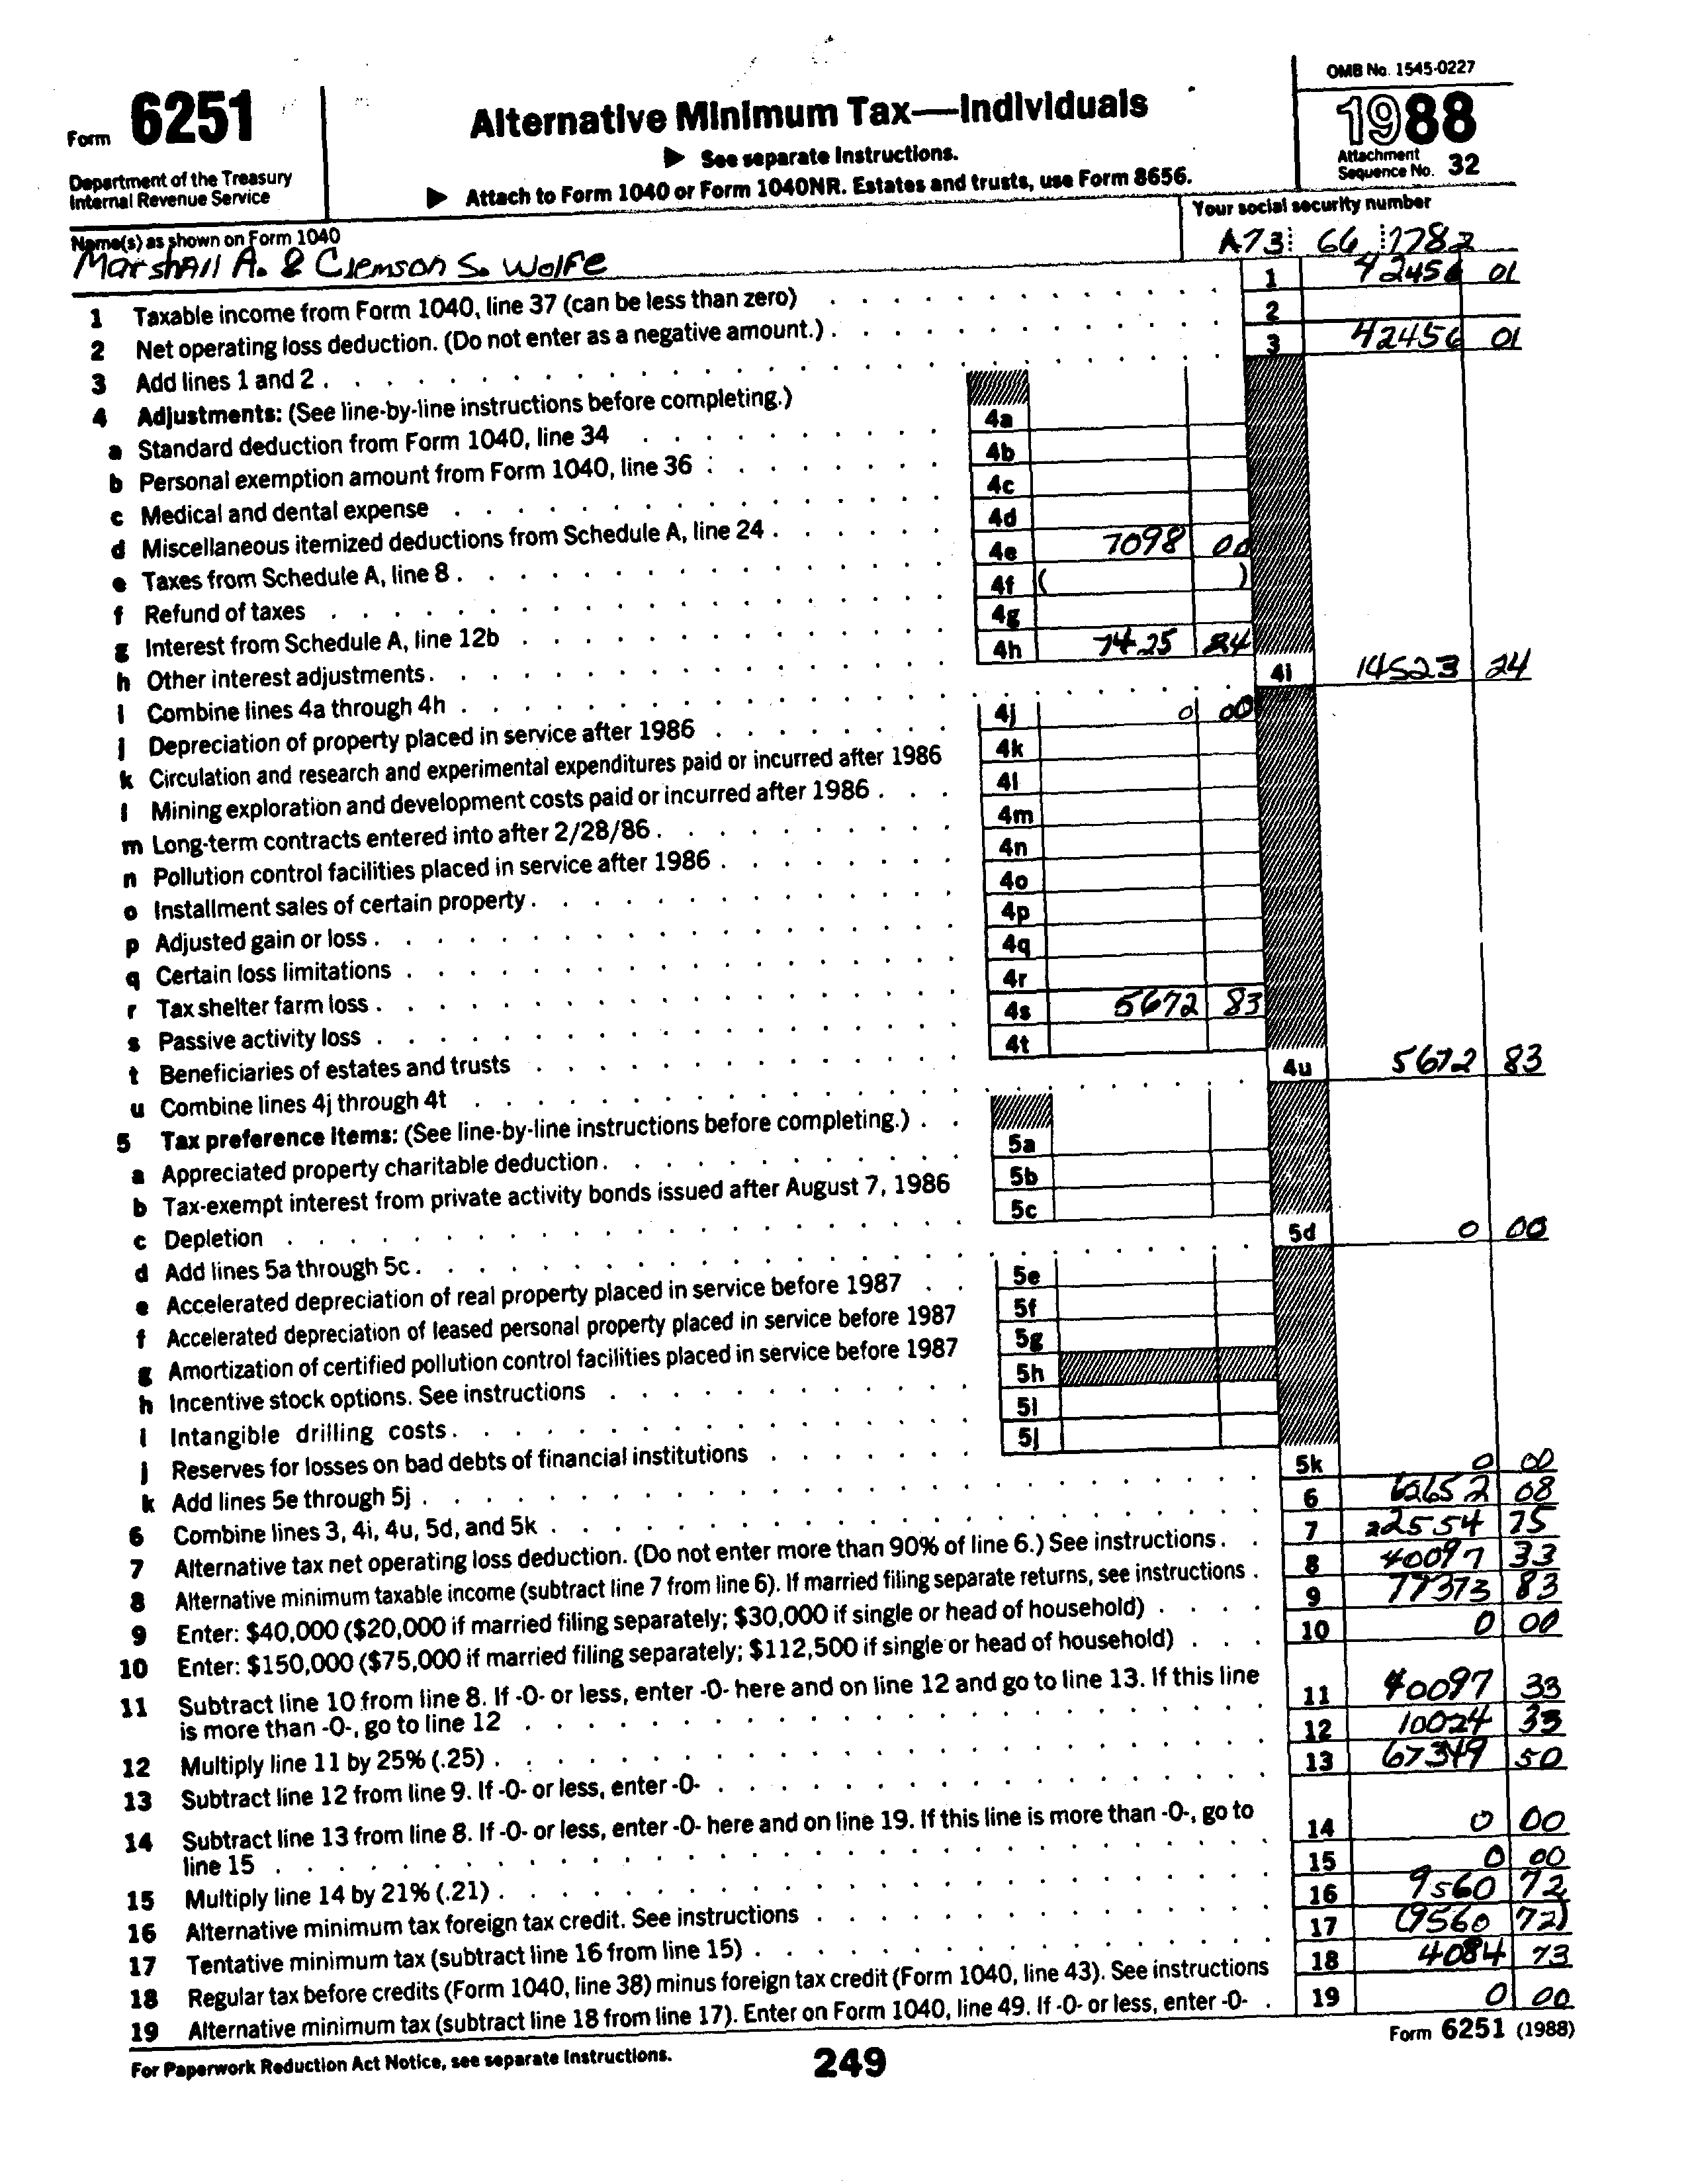 OMB No. 1545-0227
Form 6251
Alternative Minimum Tax—Individuals
1988
▶ See separate Instructions.
Department of the Treasury
Internal Revenue Service
▶ Attach to Form 1040 or Form 1040NR. Estates and trusts, use Form 8656.
Attachment
Sequence No. 32
Name(s) as shown on Form 1040
Your social security number
Marshall A. & Clemson S. Wolfe
A73 66 7782
1 Taxable income from Form 1040, line 37 (can be less than zero) 1 42456 01
2 Net operating loss deduction. (Do not enter as a negative amount.) 2
3 Add lines 1 and 2 3 42456 01
4 Adjustments: (See line-by-line instructions before completing.)
a Standard deduction from Form 1040, line 34 4a
b Personal exemption amount from Form 1040, line 36 4b
c Medical and dental expense 4c
d Miscellaneous itemized deductions from Schedule A, line 24 4d
e Taxes from Schedule A, line 8 4e 7098 00
f Refund of taxes 4f ( )
g Interest from Schedule A, line 12b 4g
h Other interest adjustments 4h 7425 24
i Combine lines 4a through 4h 4i 14523 24
j Depreciation of property placed in service after 1986 4j 0 00
k Circulation and research and experimental expenditures paid or incurred after 1986 4k
l Mining exploration and development costs paid or incurred after 1986 4l
m Long-term contracts entered into after 2/28/86 4m
n Pollution control facilities placed in service after 1986 4n
o Installment sales of certain property 4o
p Adjusted gain or loss 4p
q Certain loss limitations 4q
r Tax shelter farm loss 4r
s Passive activity loss 4s 5672 83
t Beneficiaries of estates and trusts 4t
u Combine lines 4j through 4t 4u 5672 83
5 Tax preference items: (See line-by-line instructions before completing.)
a Appreciated property charitable deduction 5a
b Tax-exempt interest from private activity bonds issued after August 7, 1986 5b
c Depletion 5c
d Add lines 5a through 5c 5d 0 00
e Accelerated depreciation of real property placed in service before 1987 5e
f Accelerated depreciation of leased personal property placed in service before 1987 5f
g Amortization of certified pollution control facilities placed in service before 1987 5g
h Incentive stock options. See instructions 5h
i Intangible drilling costs 5i
j Reserves for losses on bad debts of financial institutions 5j
k Add lines 5e through 5j 5k 0 00
6 Combine lines 3, 4i, 4u, 5d, and 5k 6 62652 08
7 Alternative tax net operating loss deduction. (Do not enter more than 90% of line 6.) See instructions 7 22554 75
8 Alternative minimum taxable income (subtract line 7 from line 6). If married filing separate returns, see instructions 8 40097 33
9 Enter: $40,000 ($20,000 if married filing separately; $30,000 if single or head of household) 9 77373 83
10 Enter: $150,000 ($75,000 if married filing separately; $112,500 if single or head of household) 10 0 00
11 Subtract line 10 from line 8. If -0- or less, enter -0- here and on line 12 and go to line 13. If this line
is more than -0-, go to line 12 11 40097 33
12 Multiply line 11 by 25% (.25) 12 10024 33
13 Subtract line 12 from line 9. If -0- or less, enter -0- 13 67349 50
14 Subtract line 13 from line 8. If -0- or less, enter -0- here and on line 19. If this line is more than -0-, go to
line 15 14 0 00
15 Multiply line 14 by 21% (.21) 15 0 00
16 Alternative minimum tax foreign tax credit. See instructions 16 9560 72
17 Tentative minimum tax (subtract line 16 from line 15) 17 (9560 72)
18 Regular tax before credits (Form 1040, line 38) minus foreign tax credit (Form 1040, line 43). See instructions 18 4084 73
19 Alternative minimum tax (subtract line 18 from line 17). Enter on Form 1040, line 49. If -0- or less, enter -0- 19 0 00
For Paperwork Reduction Act Notice, see separate Instructions.
249
Form 6251 (1988)